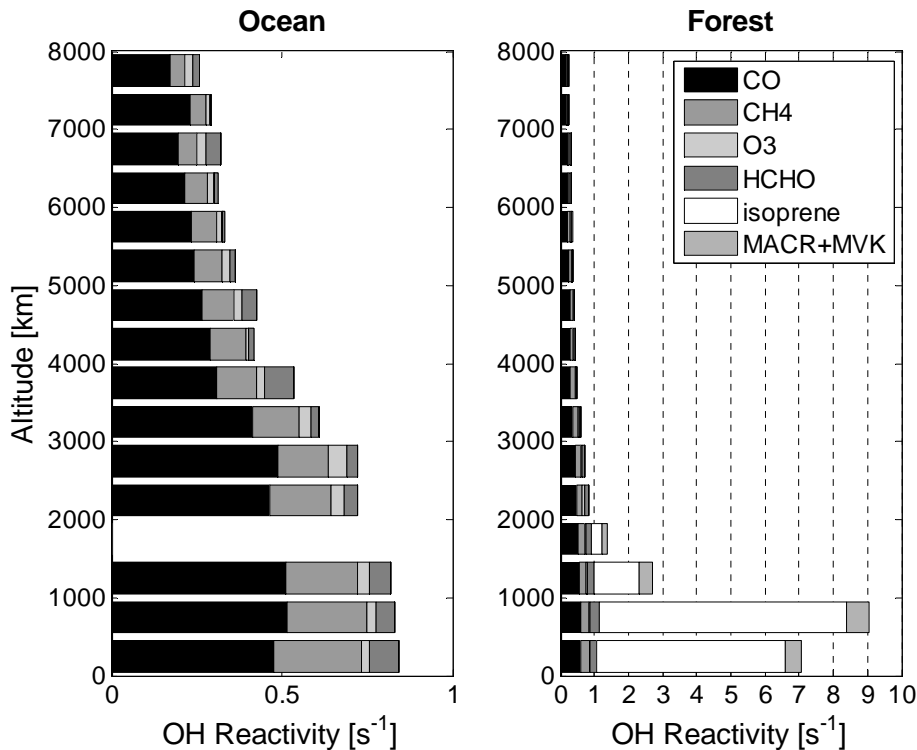 Ocean
Forest
8000
7000
6000
5000
4000
3000
2000
1000
0
Altitude [km]
0
0.5
1
OH Reactivity [s⁻¹]
8000
7000
6000
5000
4000
3000
2000
1000
0
CO
CH4
O3
HCHO
isoprene
MACR+MVK
0 1 2 3 4 5 6 7 8 9 10
OH Reactivity [s⁻¹]